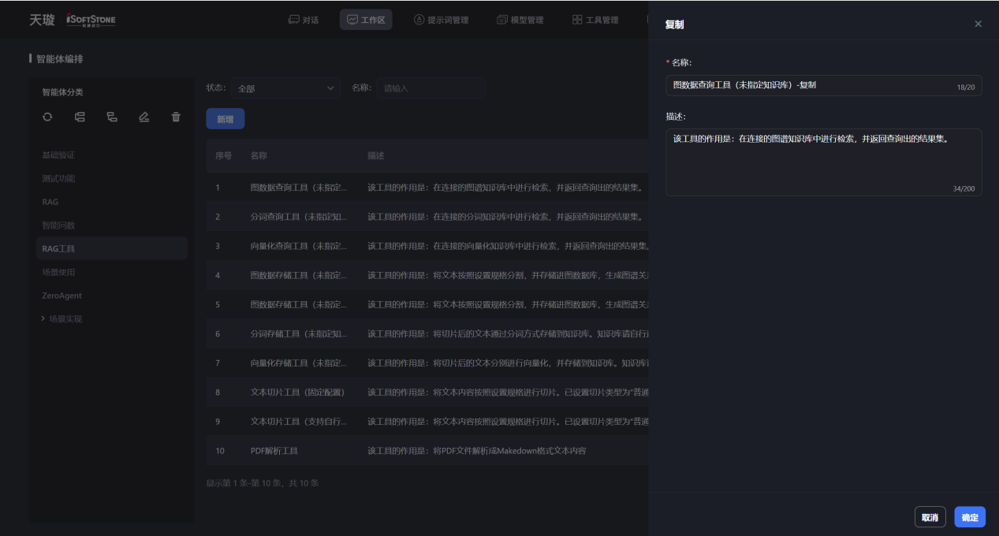 天璇 iSoftStone 对话 工作区 提示词管理 模型管理 工具管理
智能体编排
智能体分类
基础验证
测试功能
RAG
智能问数
RAG工具
场景使用
ZeroAgent
场景实现
状态： 全部 名称： 请输入
新增
序号 名称 描述
1 图数据查询工具（未指定... 该工具的作用是：在连接的图谱知识库中进行检索，并返回查询出的结果集。
2 分词查询工具（未指定知... 该工具的作用是：在连接的分词知识库中进行检索，并返回查询出的结果集。
3 向量化查询工具（未指定... 该工具的作用是：在连接的向量化知识库中进行检索，并返回查询出的结果集。
4 图数据存储工具（未指定... 该工具的作用是：将文本按照设置规格分割，并存储进图数据库，生成图谱关
5 图数据存储工具（未指定... 该工具的作用是：将文本按照设置规格分割，并存储进图数据库，生成图谱关
6 分词存储工具（未指定知... 该工具的作用是：将切片后的文本通过分词方式存储到知识库。知识库请自行
7 向量化存储工具（未指定... 该工具的作用是：将切片后的文本分别进行向量化，并存储到知识库。知识库
8 文本切片工具（固定配置） 该工具的作用是：将文本内容按照设置规格进行切片。已设置切片类型为“普通
9 文本切片工具（支持自行... 该工具的作用是：将文本内容按照设置规格进行切片。已设置切片类型为“普通
10 PDF解析工具 该工具的作用是：将PDF文件解析成Makedown格式文本内容
显示第 1 条-第 10 条，共 10 条
复制
* 名称：
图数据查询工具（未指定知识库）-复制 18/20
描述：
该工具的作用是：在连接的图谱知识库中进行检索，并返回查询出的结果集。
34/200
取消 确定